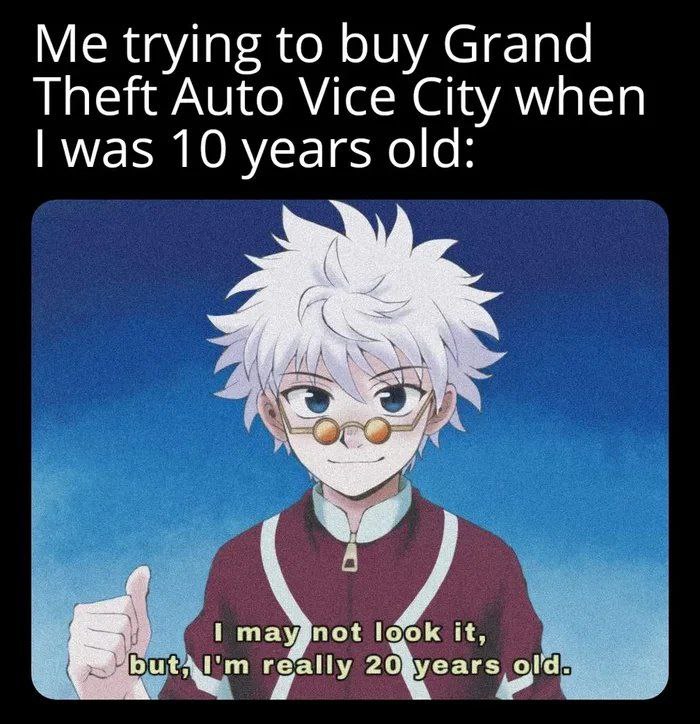 Me trying to buy Grand
Theft Auto Vice City when
I was 10 years old:
I may not look it,
but, I'm really 20 years old.